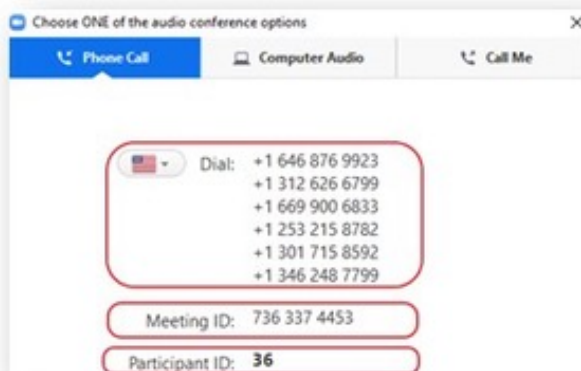 Choose ONE of the audio conference options
Phone Call Computer Audio Call Me
Dial: +1 646 876 9923
+1 312 626 6799
+1 669 900 6833
+1 253 215 8782
+1 301 715 8592
+1 346 248 7799
Meeting ID: 736 337 4453
Participant ID: 36